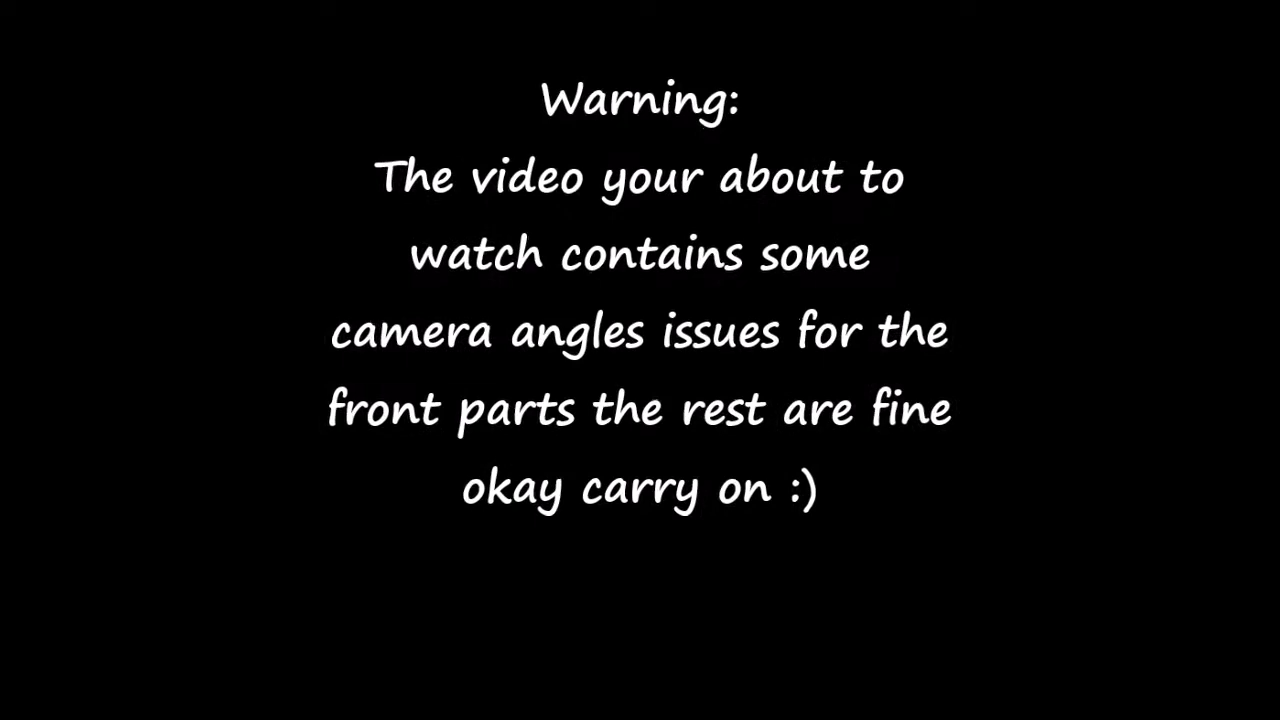 Warning:
The video your about to
watch contains some
camera angles issues for the
front parts the rest are fine
okay carry on :)